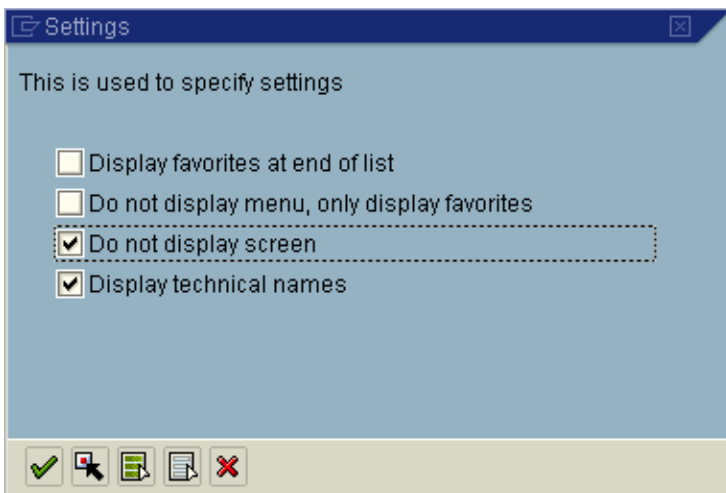 Settings
This is used to specify settings
Display favorites at end of list
Do not display menu, only display favorites
Do not display screen
Display technical names